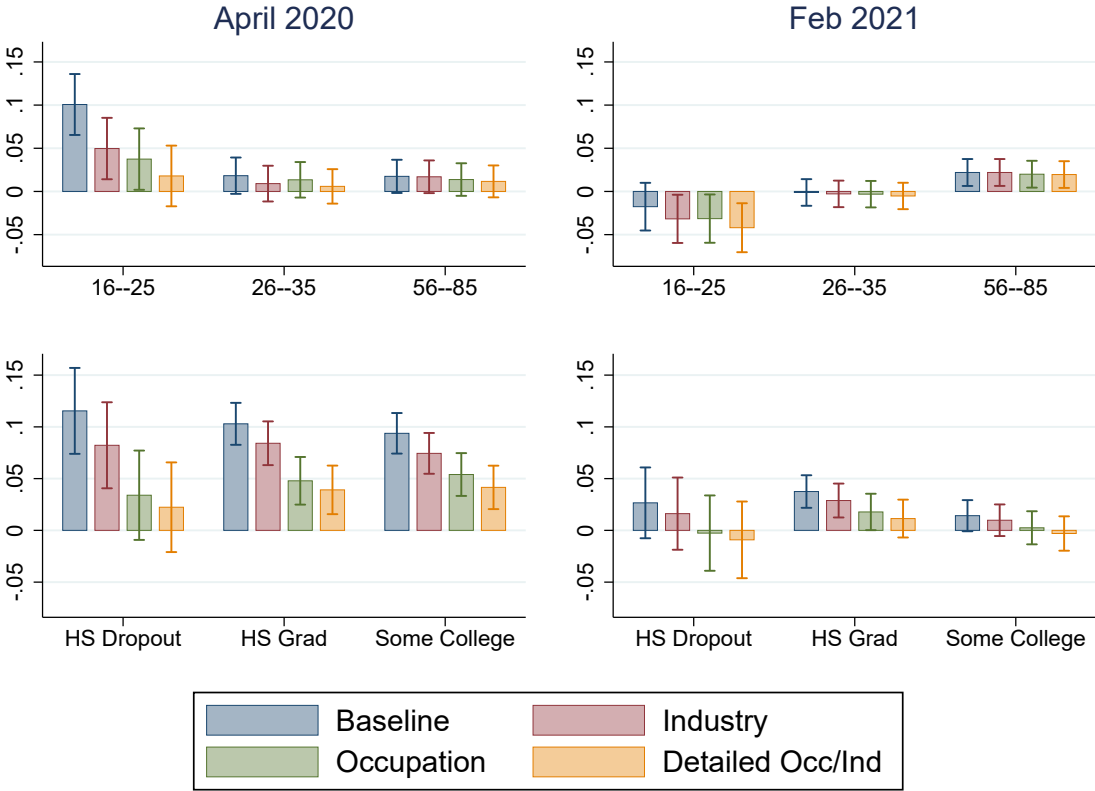 April 2020
Feb 2021
.15
.1
.05
0
-.05
16--25
26--35
56--85
.15
.1
.05
0
-.05
16--25
26--35
56--85
.15
.1
.05
0
-.05
HS Dropout
HS Grad
Some College
.15
.1
.05
0
-.05
HS Dropout
HS Grad
Some College
Baseline
Industry
Occupation
Detailed Occ/Ind